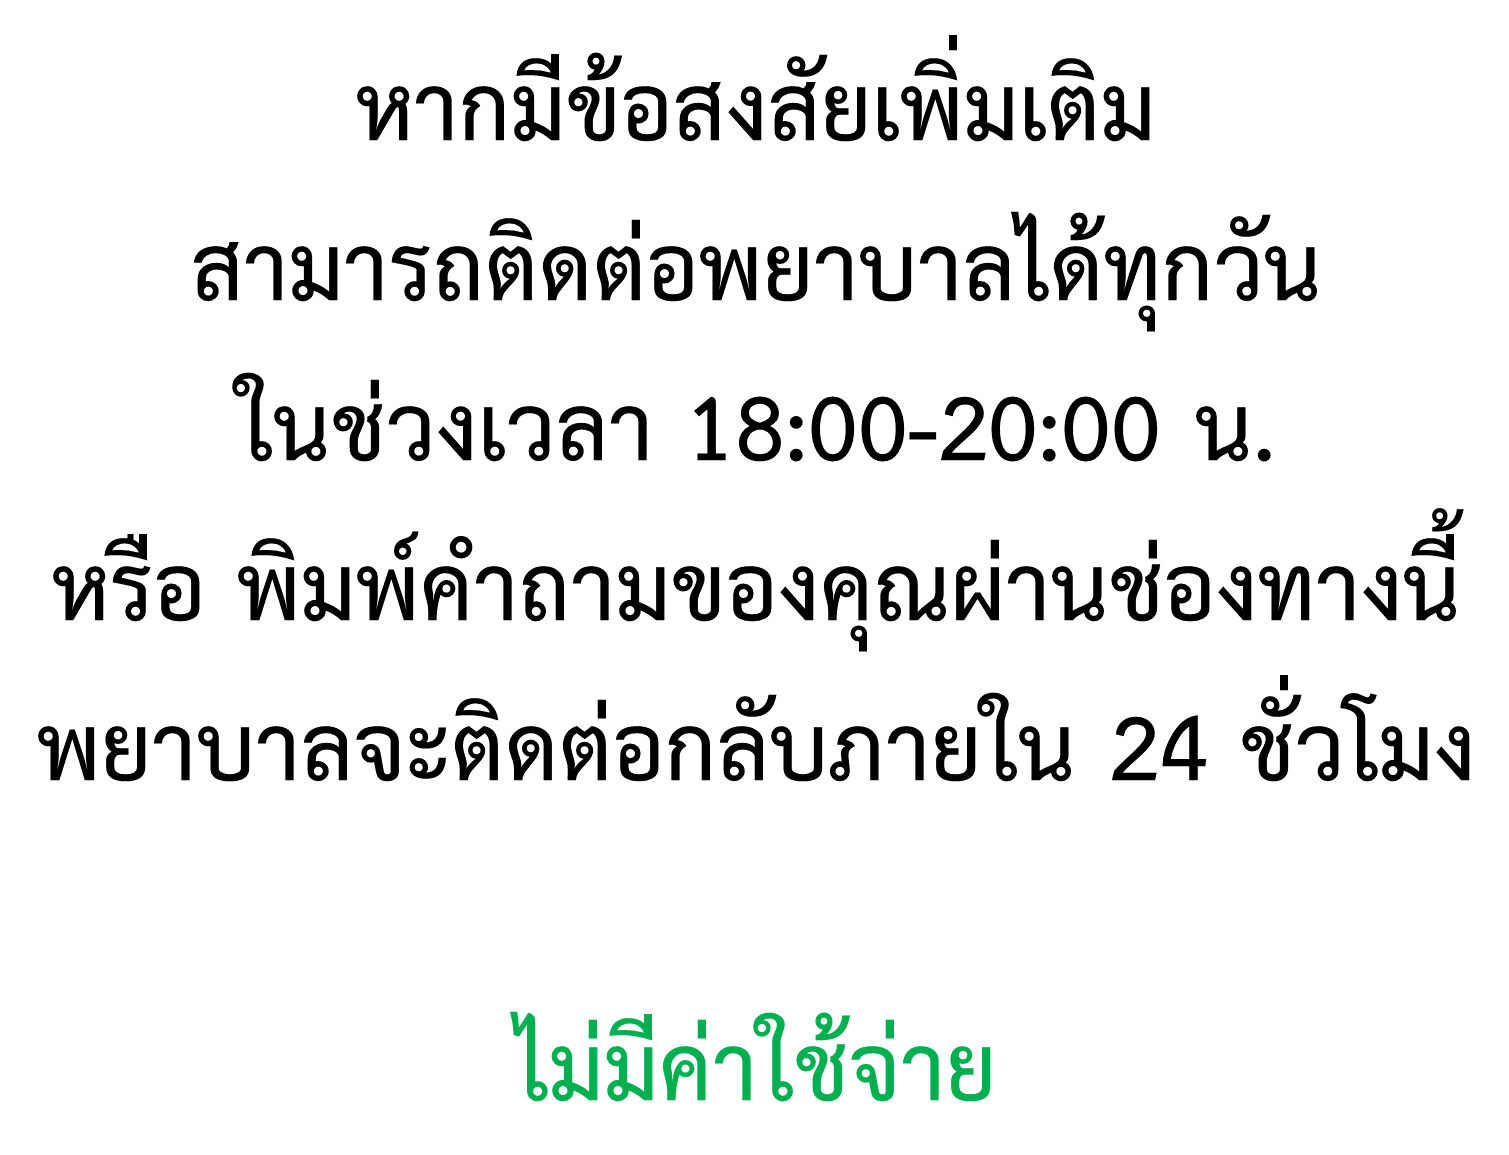 หากมีข้อสงสัยเพิ่มเติม
สามารถติดต่อพยาบาลได้ทุกวัน
ในช่วงเวลา 18:00-20:00 น.
หรือ พิมพ์คำถามของคุณผ่านช่องทางนี้
พยาบาลจะติดต่อกลับภายใน 24 ชั่วโมง
ไม่มีค่าใช้จ่าย